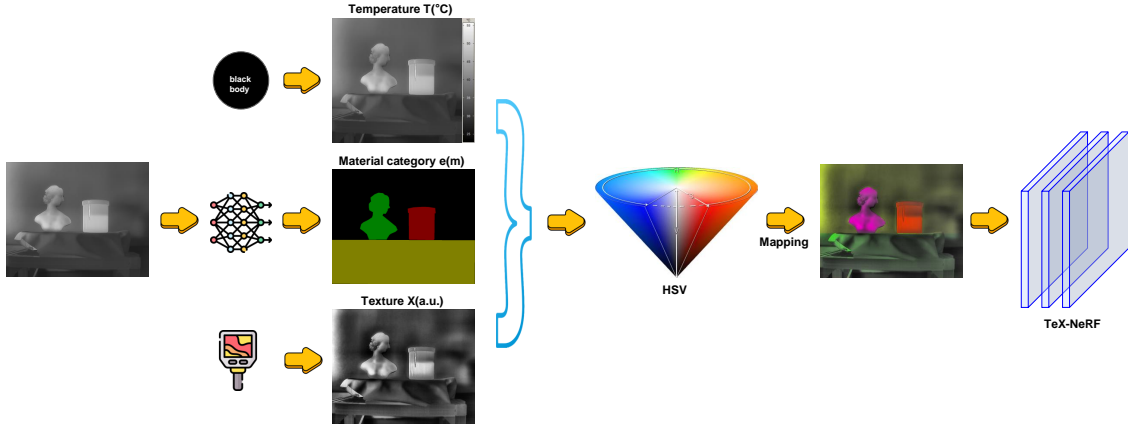 Temperature T(°C)
black
body
Material category e(m)
Texture X(a.u.)
HSV
Mapping
TeX-NeRF